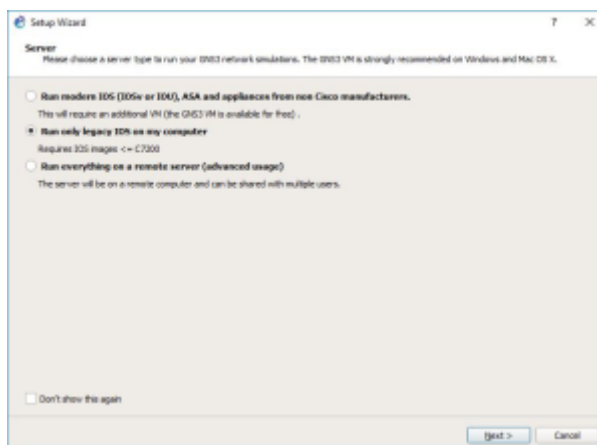 Setup Wizard
Server
Please choose a server type to run your GNS3 network simulations. The GNS3 VM is strongly recommended on Windows and Mac OS X.
Run modern IOS (IOSv or IOU), ASA and appliances from non Cisco manufacturers.
This will require an additional VM (the GNS3 VM is available for free) .
Run only legacy IOS on my computer
Requires IOS images <= C7200
Run everything on a remote server (advanced usage)
The server will be on a remote computer and can be shared with multiple users.
Don't show this again
Next >
Cancel